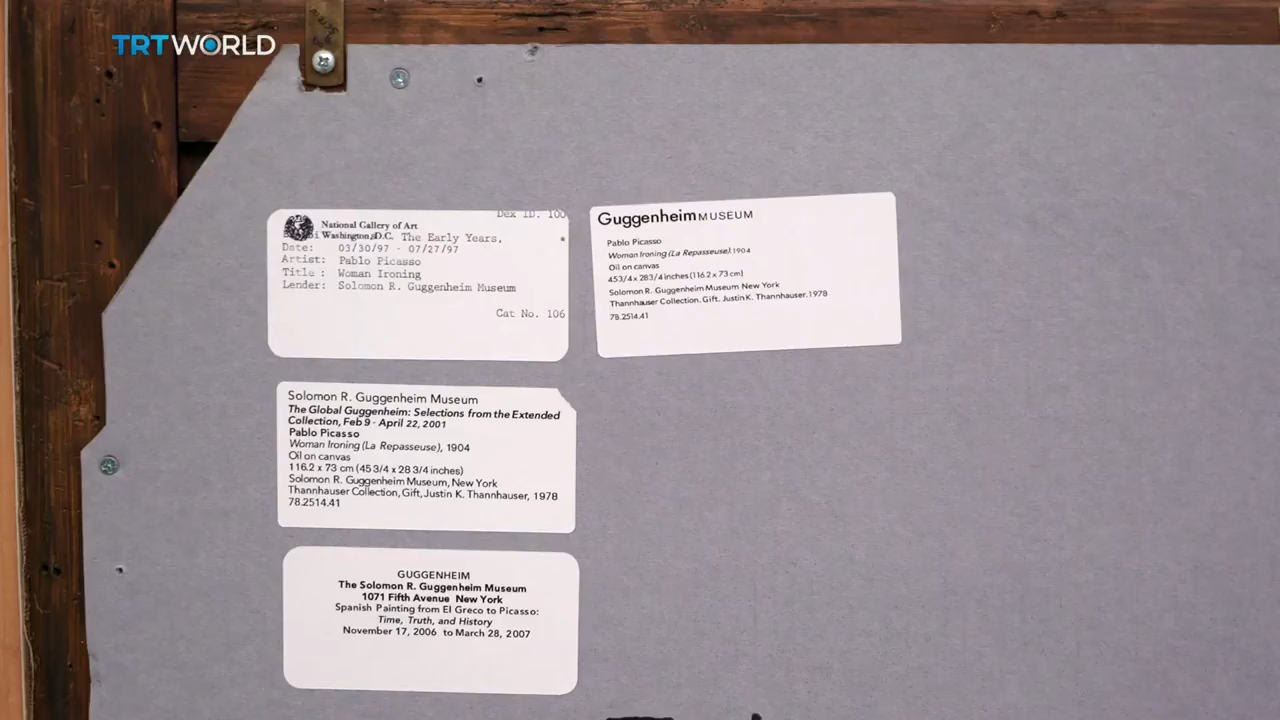 TRT WORLD
Dex ID. 100
National Gallery of Art
Washington, D.C. The Early Years,
Date: 03/30/97 - 07/27/97
Artist: Pablo Picasso
Title : Woman Ironing
Lender: Solomon R. Guggenheim Museum
Cat No. 106
Guggenheim MUSEUM
Pablo Picasso
Woman Ironing (La Repasseuse) 1904
Oil on canvas
453/4 x 283/4 inches (116.2 x 73 cm)
Solomon R. Guggenheim Museum New York
Thannhauser Collection. Gift. Justin K. Thannhauser. 1978
78.2514.41
Solomon R. Guggenheim Museum
The Global Guggenheim: Selections from the Extended
Collection, Feb 9 - April 22, 2001
Pablo Picasso
Woman Ironing (La Repasseuse), 1904
Oil on canvas
116.2 x 73 cm (45 3/4 x 28 3/4 inches)
Solomon R. Guggenheim Museum, New York
Thannhauser Collection, Gift, Justin K. Thannhauser, 1978
78.2514.41
GUGGENHEIM
The Solomon R. Guggenheim Museum
1071 Fifth Avenue New York
Spanish Painting from El Greco to Picasso:
Time, Truth, and History
November 17, 2006 to March 28, 2007